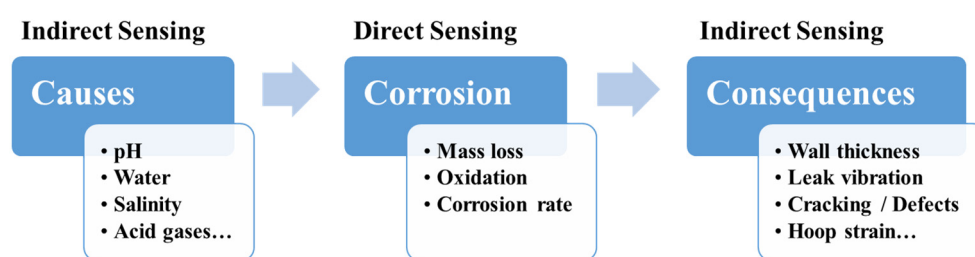 Indirect Sensing
Direct Sensing
Indirect Sensing
Causes
Corrosion
Consequences
• pH
• Water
• Salinity
• Acid gases…
• Mass loss
• Oxidation
• Corrosion rate
• Wall thickness
• Leak vibration
• Cracking / Defects
• Hoop strain…